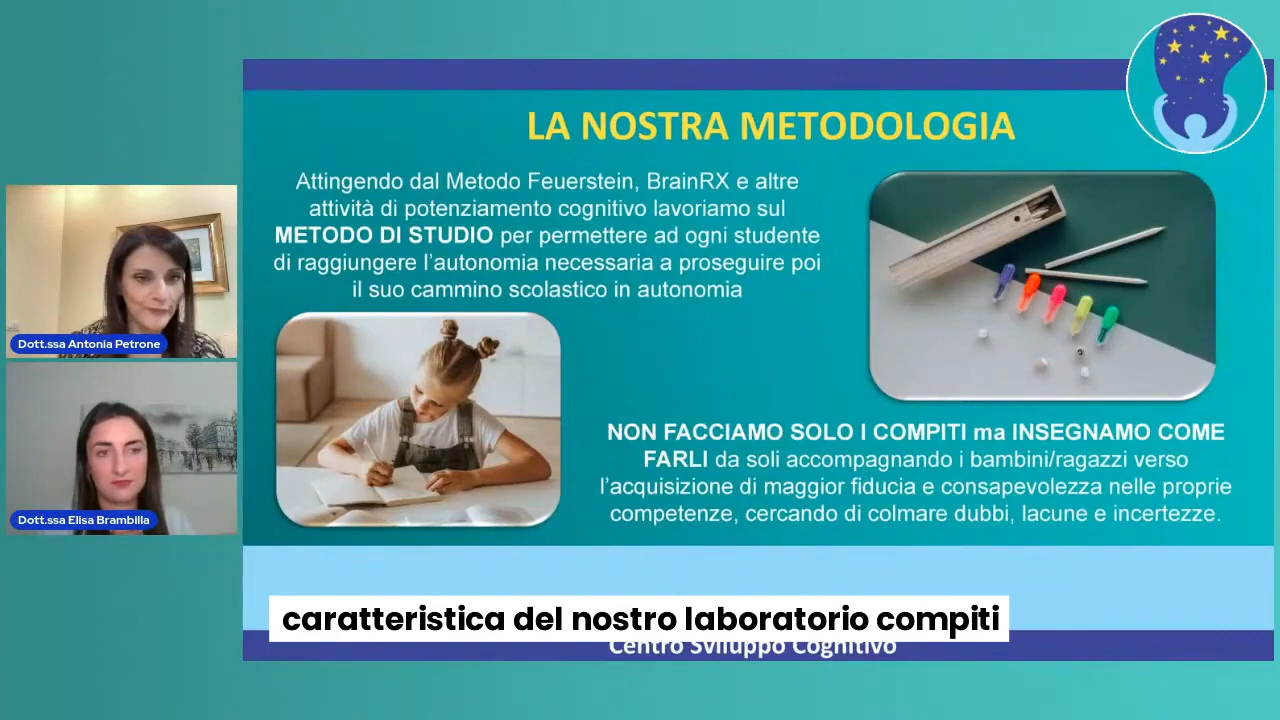 LA NOSTRA METODOLOGIA
Attingendo dal Metodo Feuerstein, BrainRX e altre
attività di potenziamento cognitivo lavoriamo sul
METODO DI STUDIO per permettere ad ogni studente
di raggiungere l'autonomia necessaria a proseguire poi
il suo cammino scolastico in autonomia
Dott.ssa Antonia Petrone
Dott.ssa Elisa Brambilla
NON FACCIAMO SOLO I COMPITI ma INSEGNAMO COME
FARLI da soli accompagnando i bambini/ragazzi verso
l'acquisizione di maggior fiducia e consapevolezza nelle proprie
competenze, cercando di colmare dubbi, lacune e incertezze.
caratteristica del nostro laboratorio compiti
Centro Sviluppo Cognitivo